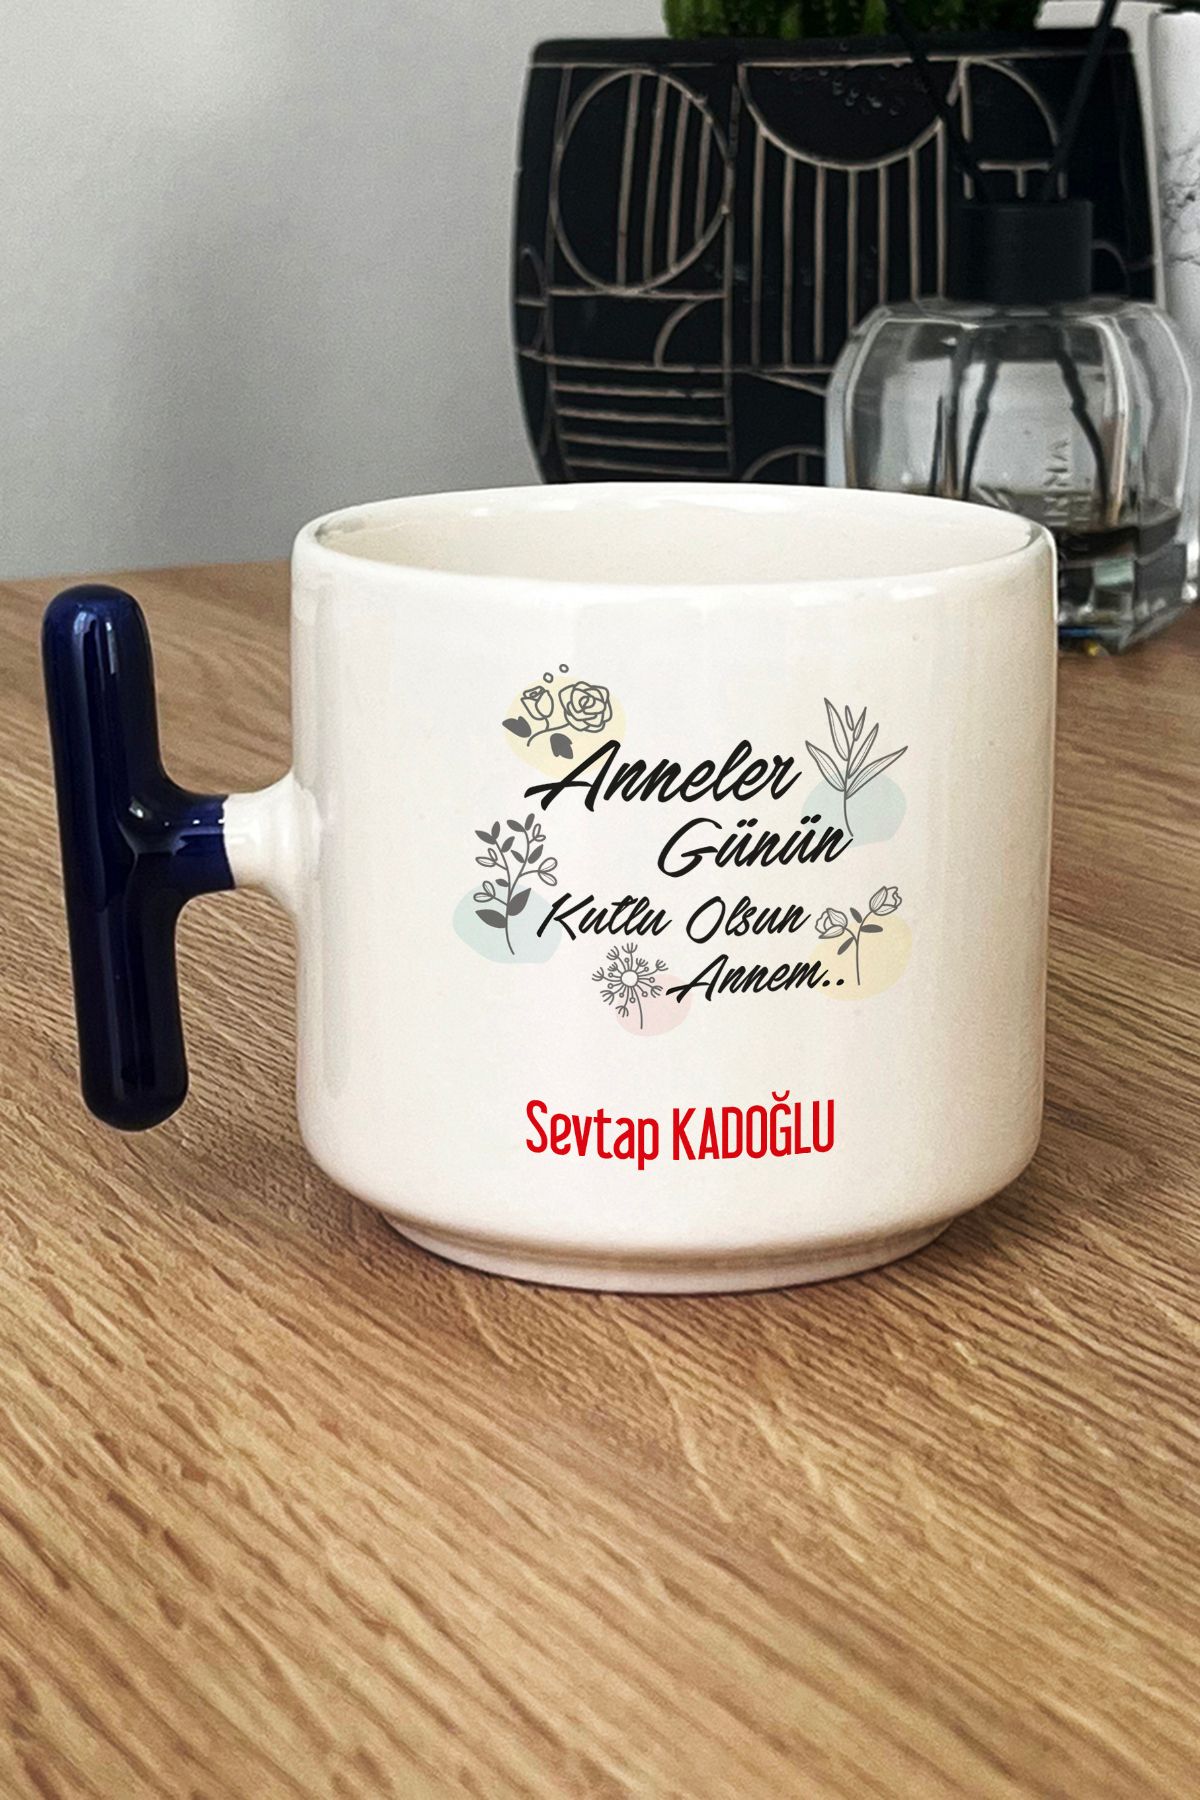 Anneler
Günün
Kutlu Olsun
Annem..
Sevtap KADOĞLU